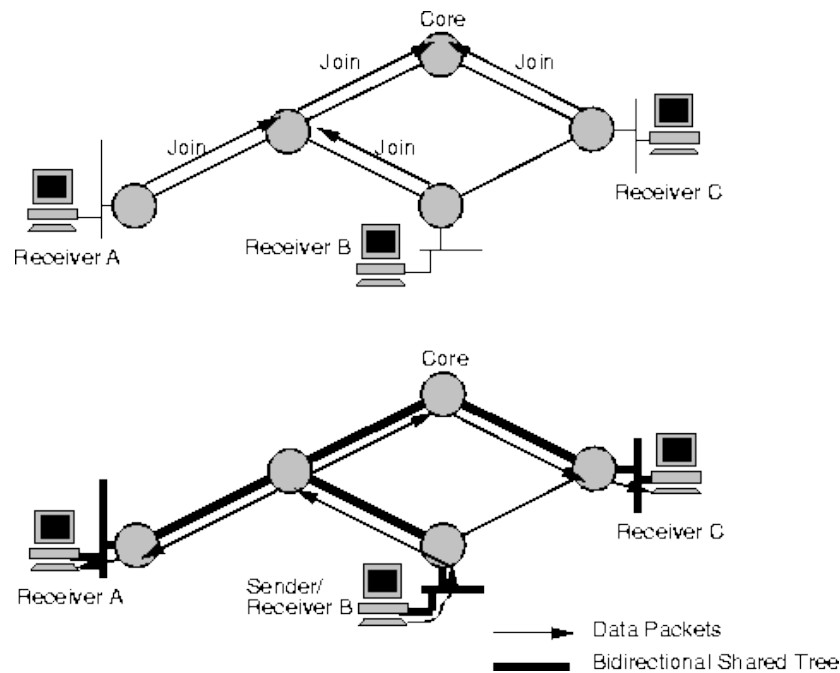 Core
Join
Join
Join
Join
Receiver A
Receiver B
Receiver C
Core
Receiver A
Sender/
Receiver B
Receiver C
Data Packets
Bidirectional Shared Tree